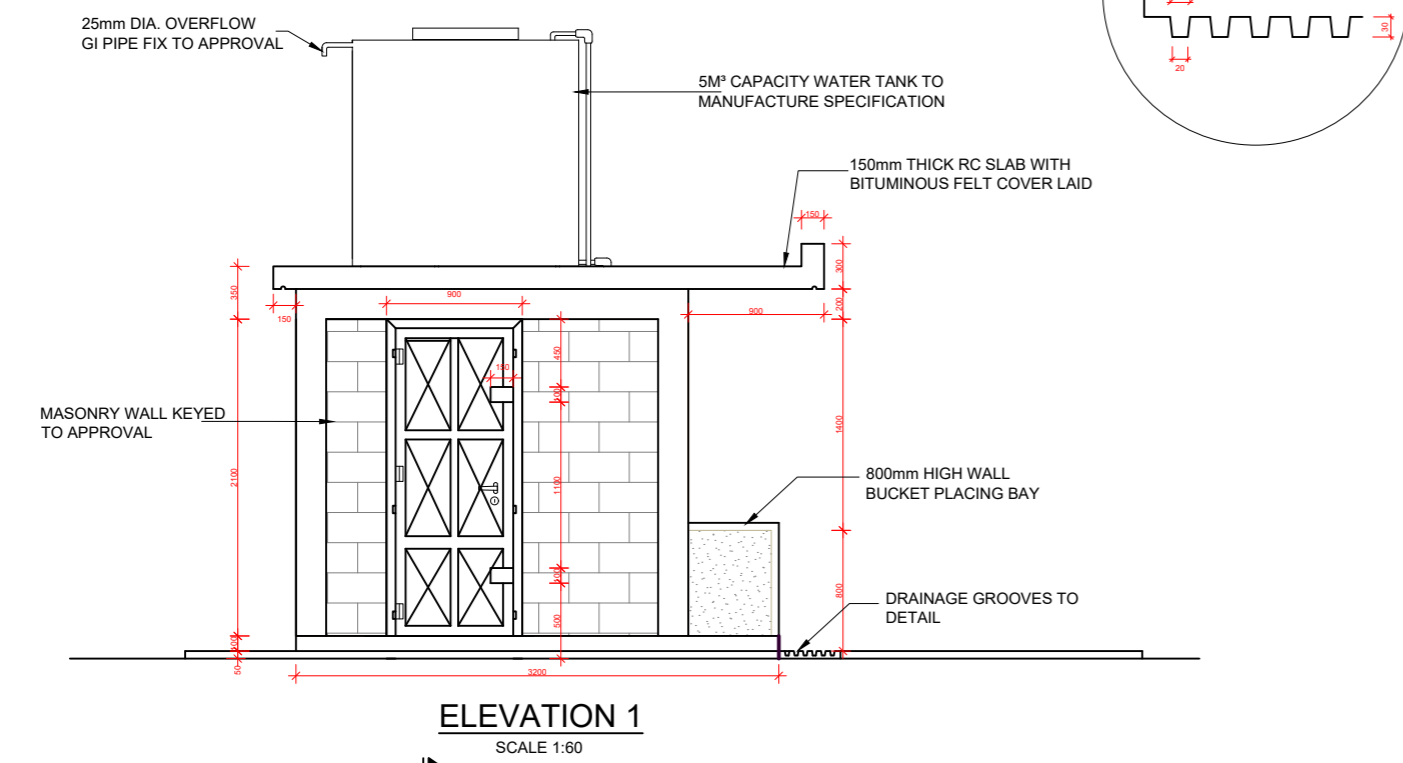 25mm DIA. OVERFLOW
GI PIPE FIX TO APPROVAL
30
20
5M³ CAPACITY WATER TANK TO
MANUFACTURE SPECIFICATION
150mm THICK RC SLAB WITH
BITUMINOUS FELT COVER LAID
150
300
350
900
200
150
900
450
150
100
MASONRY WALL KEYED
TO APPROVAL
1400
2100
1100
800mm HIGH WALL
BUCKET PLACING BAY
100
800
DRAINAGE GROOVES TO
DETAIL
500
100
50
3200
ELEVATION 1
SCALE 1:60